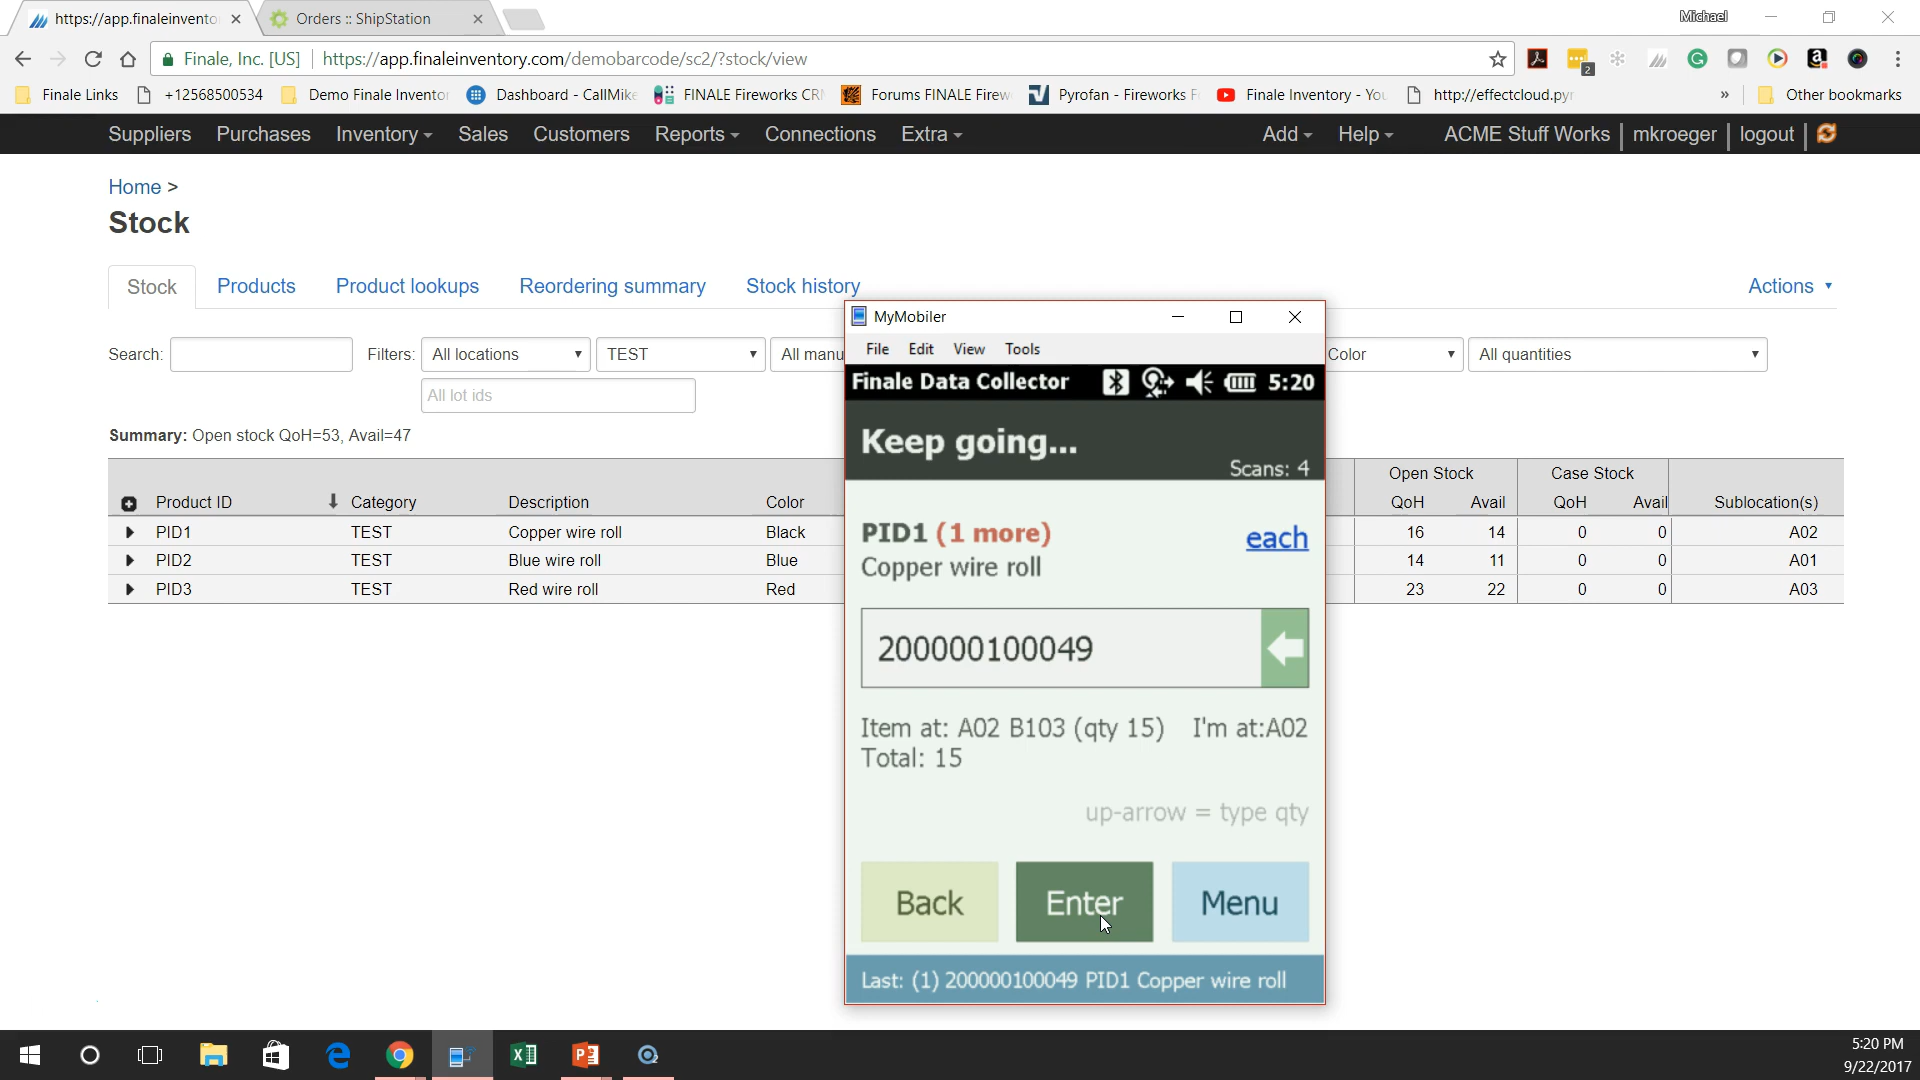 https://app.finaleinvento
Orders :: ShipStation
Michael
Finale, Inc. [US]
https://app.finaleinventory.com/demobarcode/sc2/?stock/view
2
Finale Links
+12568500534
Demo Finale Invento
Dashboard - CallMike
FINALE Fireworks CR
Forums FINALE Firew
Pyrofan - Fireworks F
Finale Inventory - Yo
http://effectcloud.pyr
»
Other bookmarks
Suppliers
Purchases
Inventory
Sales
Customers
Reports
Connections
Extra
Add
Help
ACME Stuff Works
mkroeger
logout
Home >
Stock
Stock
Products
Product lookups
Reordering summary
Stock history
Actions
Search:
Filters:
All locations
TEST
All manu
Color
All quantities
All lot ids
Summary: Open stock QoH=53, Avail=47
Open Stock
Case Stock
Product ID
Category
Description
Color
QoH
Avail
QoH
Avail
Sublocation(s)
PID1 TEST Copper wire roll Black 16 14 0 0 A02
PID2 TEST Blue wire roll Blue 14 11 0 0 A01
PID3 TEST Red wire roll Red 23 22 0 0 A03
MyMobiler
File Edit View Tools
Finale Data Collector 5:20
Keep going...
Scans: 4
PID1 (1 more)
each
Copper wire roll
200000100049
Item at: A02 B103 (qty 15) I'm at:A02
Total: 15
up-arrow = type qty
Back
Enter
Menu
Last: (1) 200000100049 PID1 Copper wire roll
5:20 PM
9/22/2017